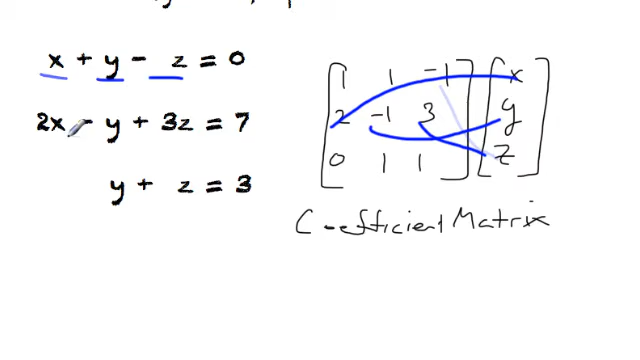 x + y - z = 0
2x - y + 3z = 7
y + z = 3
1 1 -1 x
2 -1 3 y
0 1 1 z
Coefficient Matrix